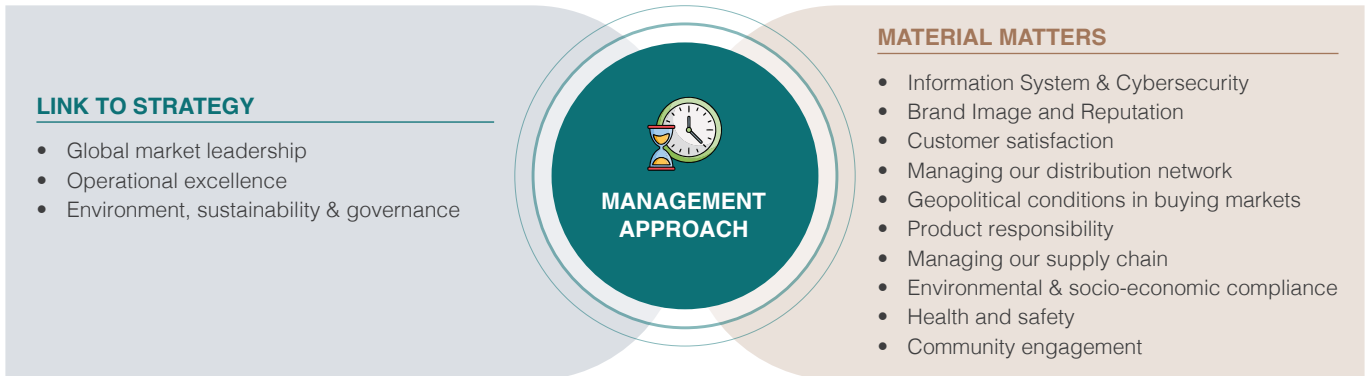 LINK TO STRATEGY
• Global market leadership
• Operational excellence
• Environment, sustainability & governance
MANAGEMENT
APPROACH
MATERIAL MATTERS
• Information System & Cybersecurity
• Brand Image and Reputation
• Customer satisfaction
• Managing our distribution network
• Geopolitical conditions in buying markets
• Product responsibility
• Managing our supply chain
• Environmental & socio-economic compliance
• Health and safety
• Community engagement